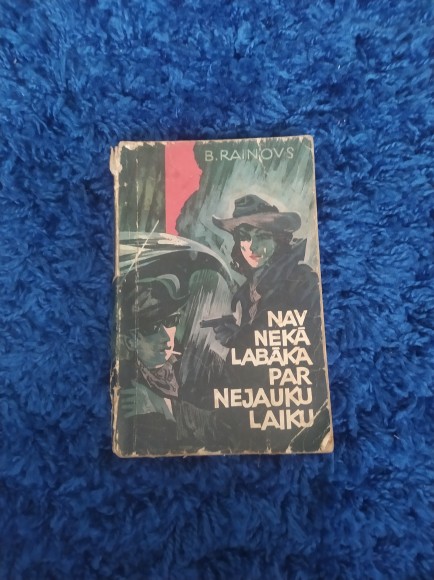 B. RAINOVS
NAV
NEKĀ
LABĀKA
PAR
NEJAUKU
LAIKU